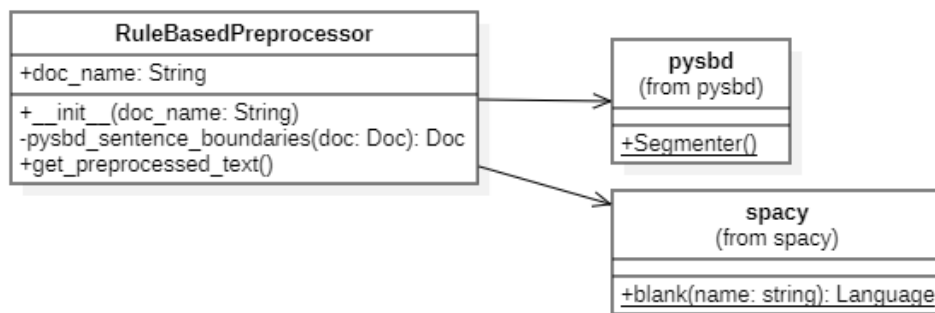 RuleBasedPreprocessor
+doc_name: String
+__init__(doc_name: String)
-pysbd_sentence_boundaries(doc: Doc): Doc
+get_preprocessed_text()
pysbd
(from pysbd)
+Segmenter()
spacy
(from spacy)
+blank(name: string): Language